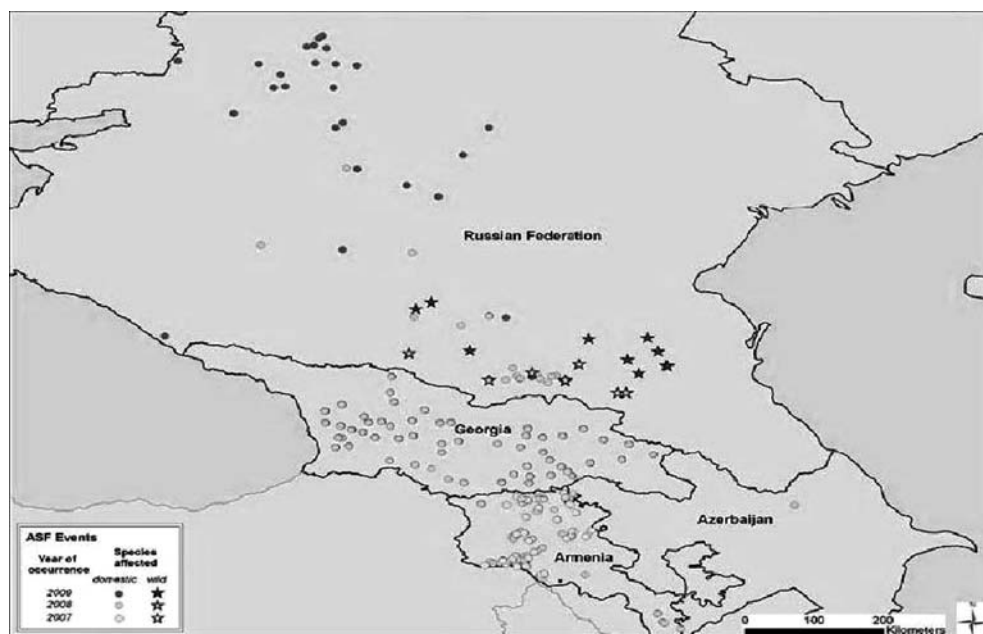 Russian Federation
Georgia
Azerbaijan
Armenia
ASF Events
Year of occurrence
Species affected
domestic wild
2009
2008
2007
0 100 200
Kilometers